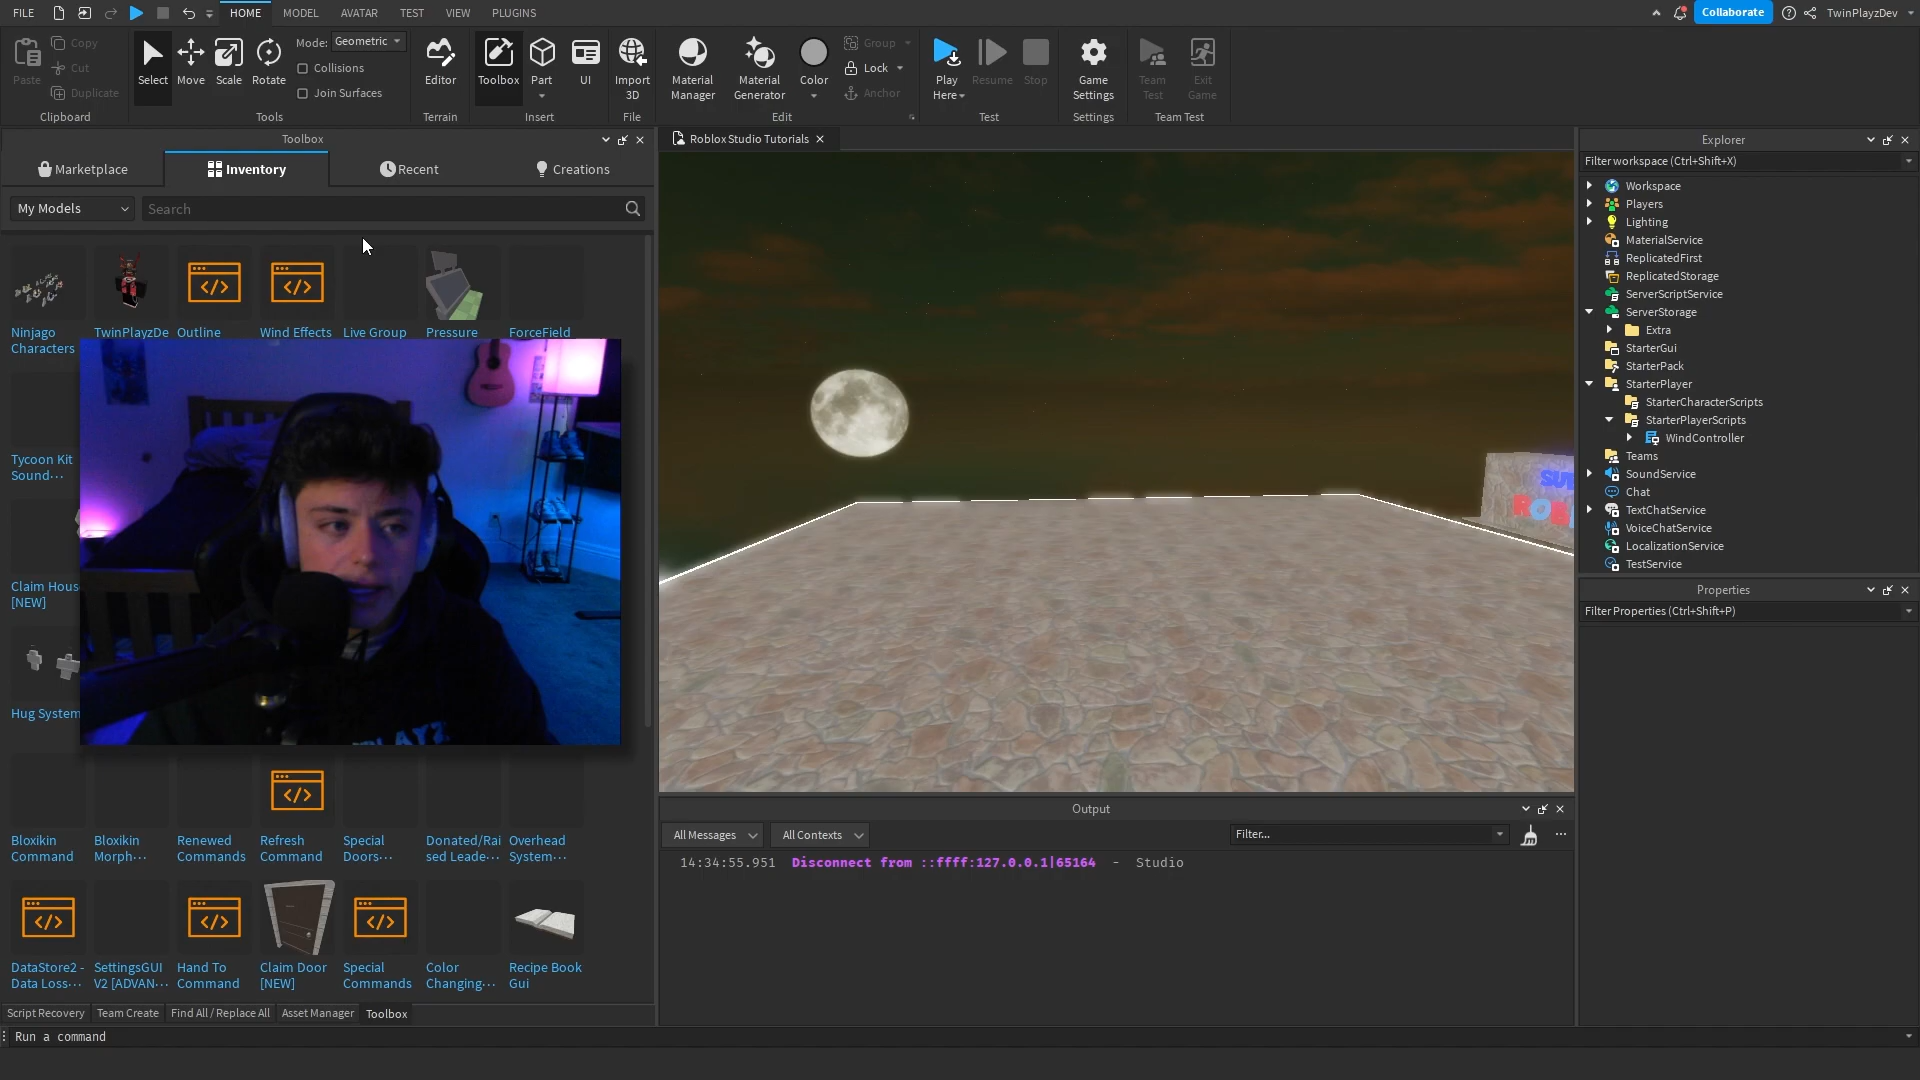 FILE
HOME
MODEL
AVATAR
TEST
VIEW
PLUGINS
Collaborate
TwinPlayzDev
Paste
Copy
Cut
Duplicate
Clipboard
Select
Move
Scale
Rotate
Mode:
Geometric
Collisions
Join Surfaces
Tools
Editor
Terrain
Toolbox
Part
UI
Insert
Import
3D
File
Material
Manager
Material
Generator
Color
Group
Lock
Anchor
Edit
Play
Here
Resume
Stop
Test
Game
Settings
Settings
Team
Test
Exit
Game
Team Test
Toolbox
Marketplace
Inventory
Recent
Creations
My Models
Search
Ninjago
Characters
TwinPlayzDe
Outline
Wind Effects
Live Group
Pressure
ForceField
Tycoon Kit
Sound...
Claim Hous
[NEW]
Hug System
Bloxikin
Command
Bloxikin
Morph...
Renewed
Commands
Refresh
Command
Special
Doors...
Donated/Rai
sed Leade...
Overhead
System...
DataStore2 -
Data Loss...
SettingsGUI
V2 [ADVAN...
Hand To
Command
Claim Door
[NEW]
Special
Commands
Color
Changing...
Recipe Book
Gui
Script Recovery
Team Create
Find All / Replace All
Asset Manager
Toolbox
Run a command
Roblox Studio Tutorials
Output
All Messages
All Contexts
Filter...
14:34:55.951 Disconnect from ::ffff:127.0.0.1|65164 - Studio
Explorer
Filter workspace (Ctrl+Shift+X)
Workspace
Players
Lighting
MaterialService
ReplicatedFirst
ReplicatedStorage
ServerScriptService
ServerStorage
Extra
StarterGui
StarterPack
StarterPlayer
StarterCharacterScripts
StarterPlayerScripts
WindController
Teams
SoundService
Chat
TextChatService
VoiceChatService
LocalizationService
TestService
Properties
Filter Properties (Ctrl+Shift+P)